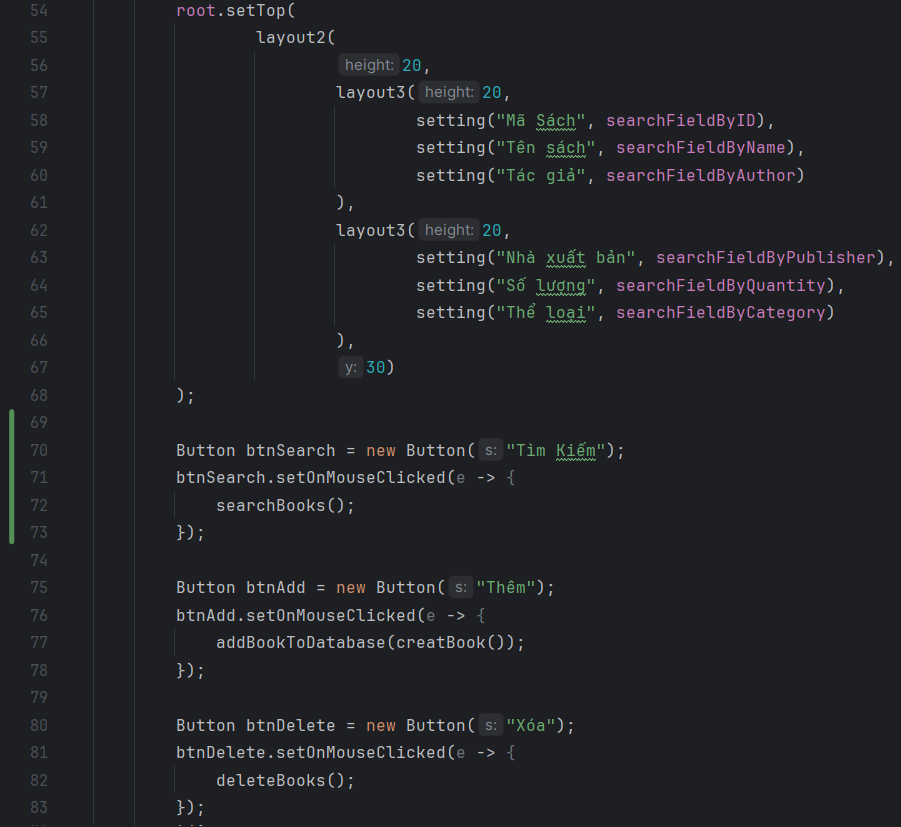 54 root.setTop(
55 layout2(
56 height: 20,
57 layout3( height: 20,
58 setting("Mã Sách", searchFieldByID),
59 setting("Tên sách", searchFieldByName),
60 setting("Tác giả", searchFieldByAuthor)
61 ),
62 layout3( height: 20,
63 setting("Nhà xuất bản", searchFieldByPublisher),
64 setting("Số lượng", searchFieldByQuantity),
65 setting("Thể loại", searchFieldByCategory)
66 ),
67 y: 30)
68 );
69
70 Button btnSearch = new Button( s: "Tìm Kiếm");
71 btnSearch.setOnMouseClicked(e -> {
72 searchBooks();
73 });
74
75 Button btnAdd = new Button( s: "Thêm");
76 btnAdd.setOnMouseClicked(e -> {
77 addBookToDatabase(creatBook());
78 });
79
80 Button btnDelete = new Button( s: "Xóa");
81 btnDelete.setOnMouseClicked(e -> {
82 deleteBooks();
83 });